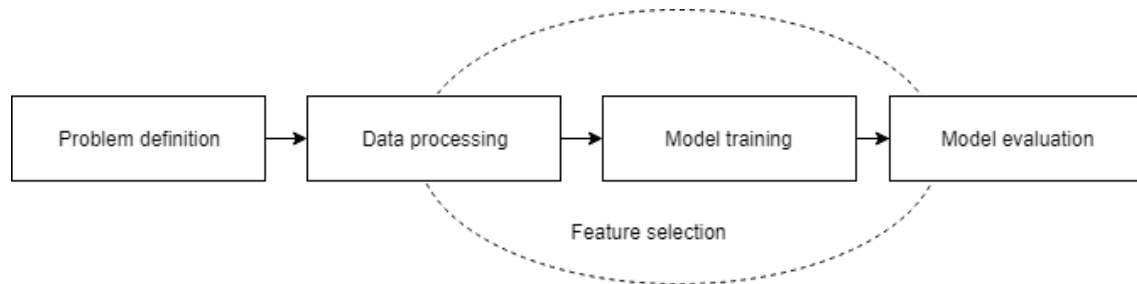 Problem definition
Data processing
Model training
Model evaluation
Feature selection